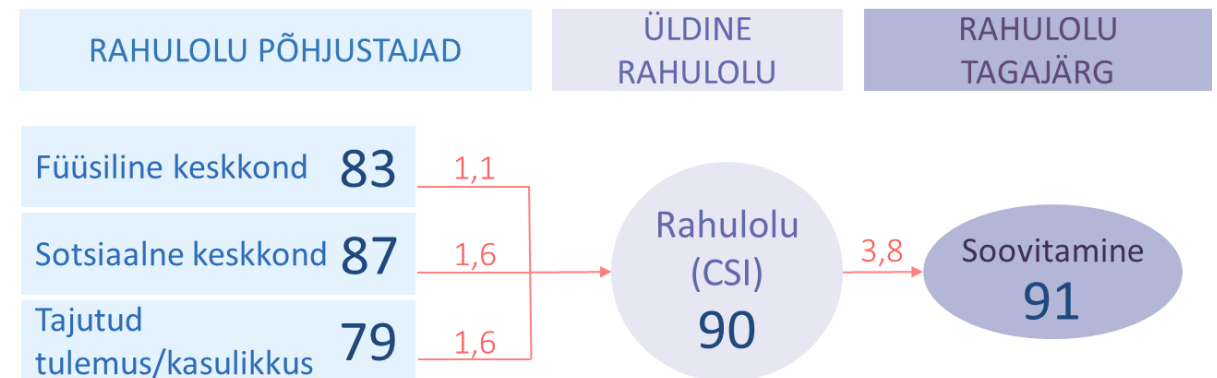 RAHULOLU PÕHJUSTAJAD
ÜLDINE
RAHULOLU
RAHULOLU
TAGAJÄRG
Füüsiline keskkond 83
1,1
Sotsiaalne keskkond 87
1,6
Tajutud
tulemus/kasulikkus 79
1,6
Rahulolu
(CSI)
90
3,8
Soovitamine
91